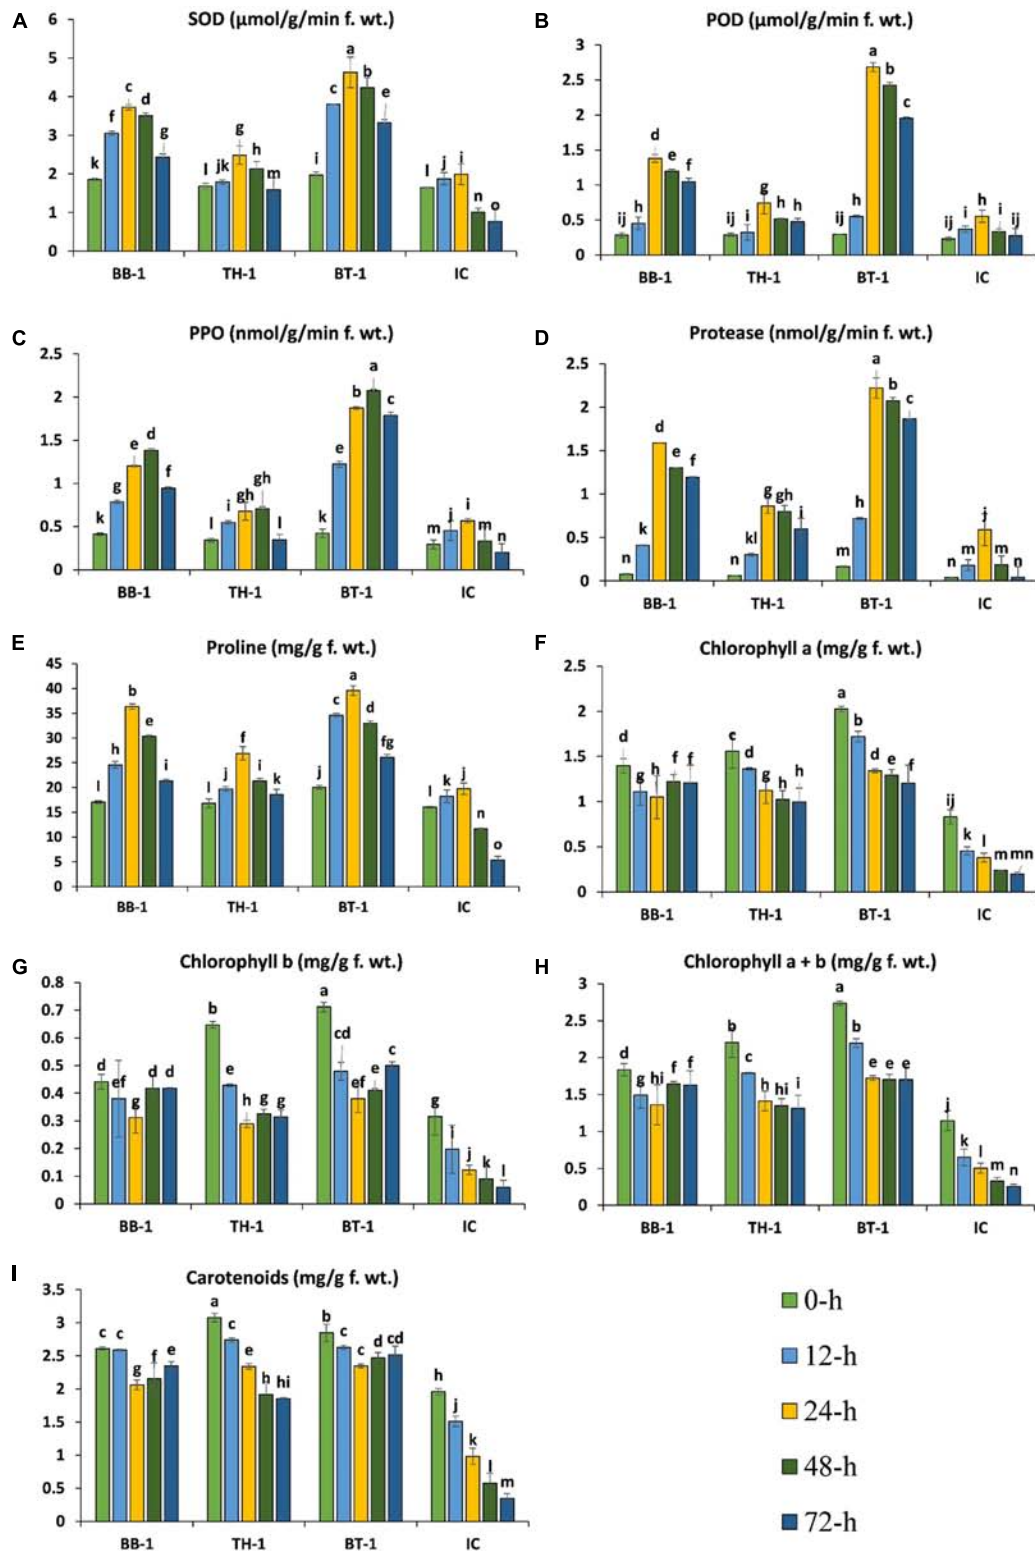 A
SOD (µmol/g/min f. wt.)
6
5
4
3
2
1
0
k f c d g
l jk g h m
i c a b e
l j i n o
BB-1 TH-1 BT-1 IC
B
POD (µmol/g/min f. wt.)
3
2.5
2
1.5
1
0.5
0
ij h d e f
ij i g h h
ij h a b c
ij i h i ij
BB-1 TH-1 BT-1 IC
C
PPO (nmol/g/min f. wt.)
2.5
2
1.5
1
0.5
0
k g e d f
l i gh gh l
k e b a c
m j i m n
BB-1 TH-1 BT-1 IC
D
Protease (nmol/g/min f. wt.)
2.5
2
1.5
1
0.5
0
n k d e f
n kl g gh j
m h a b c
n m j m n
BB-1 TH-1 BT-1 IC
E
Proline (mg/g f. wt.)
45
40
35
30
25
20
15
10
5
0
l h b e i
l j f i k
j c a d fg
l i j n o
BB-1 TH-1 BT-1 IC
F
Chlorophyll a (mg/g f. wt.)
2.5
2
1.5
1
0.5
0
d g h f f
c d g h h
a b d e f
ij k l m mn
BB-1 TH-1 BT-1 IC
G
Chlorophyll b (mg/g f. wt.)
0.8
0.7
0.6
0.5
0.4
0.3
0.2
0.1
0
d ef g d d
b e h g g
a cd ef e c
g i j k l
BB-1 TH-1 BT-1 IC
H
Chlorophyll a + b (mg/g f. wt.)
3
2.5
2
1.5
1
0.5
0
d g hi f f
b c h hi i
a b e e e
j k l m n
BB-1 TH-1 BT-1 IC
I
Carotenoids (mg/g f. wt.)
3.5
3
2.5
2
1.5
1
0.5
0
c c g f e
a c e h hi
b c c d cd
h j k l m
BB-1 TH-1 BT-1 IC
0-h
12-h
24-h
48-h
72-h